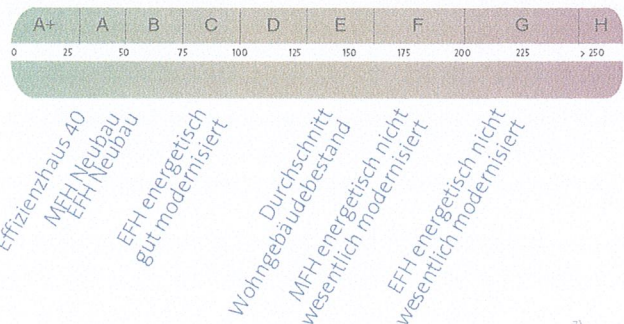 A+ A B C D E F G H
0 25 50 75 100 125 150 175 200 225 > 250
Effizienzhaus 40
MFH Neubau
EFH Neubau
EFH energetisch
gut modernisiert
Durchschnitt
Wohngebäudebestand
MFH energetisch nicht
wesentlich modernisiert
EFH energetisch nicht
wesentlich modernisiert